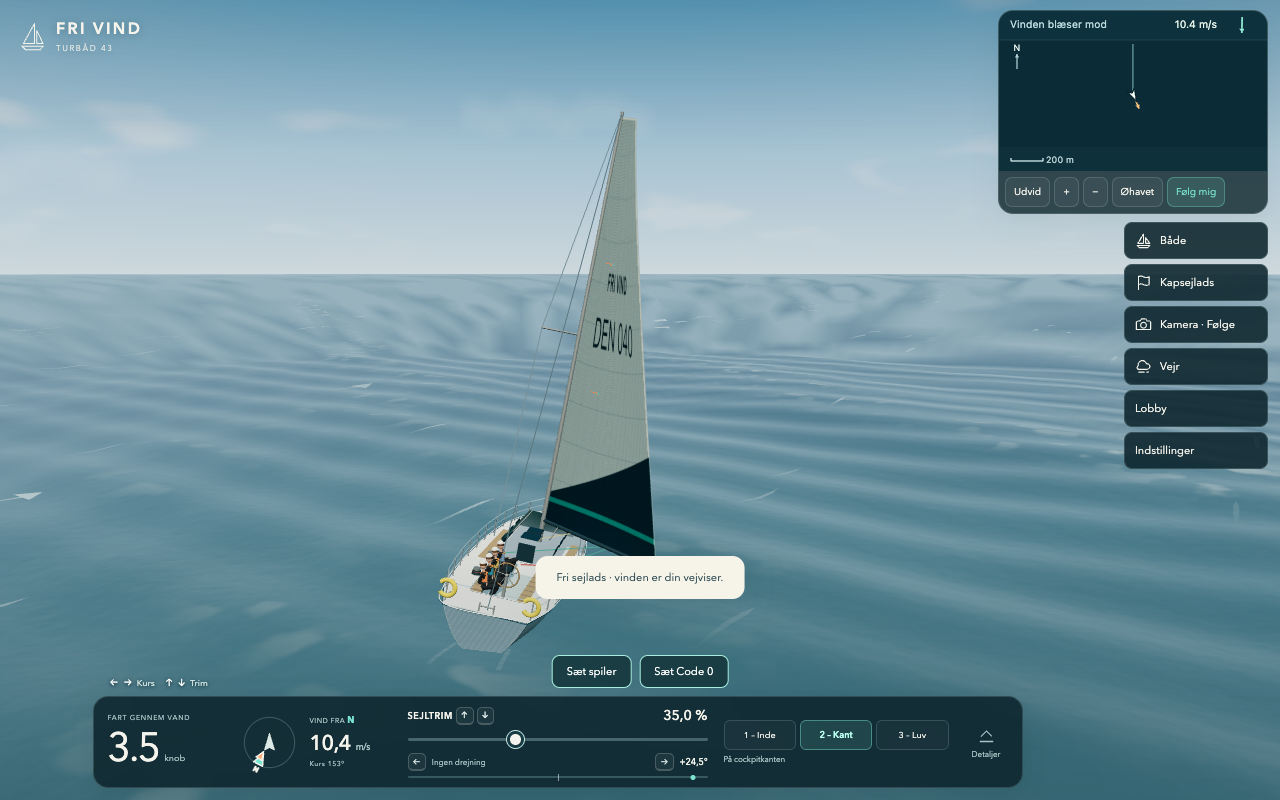 FRI VIND
TURBÅD 43
Vinden blæser mod 10.4 m/s
N
200 m
Udvid + − Øhavet Følg mig
Både
Kapsejlads
Kamera · Følge
Vejr
Lobby
Indstillinger
FRI VIND
DEN 040
Fri sejlads · vinden er din vejviser.
Sæt spiler Sæt Code 0
← → Kurs ↑ ↓ Trim
FART GENNEM VAND
3.5 knob
VIND FRA N
10,4 m/s
Kurs 153°
SEJLTRIM ↑ ↓ 35,0 %
← Ingen drejning → +24,5°
1 – Inde 2 – Kant 3 – Luv
På cockpitkanten
Detaljer